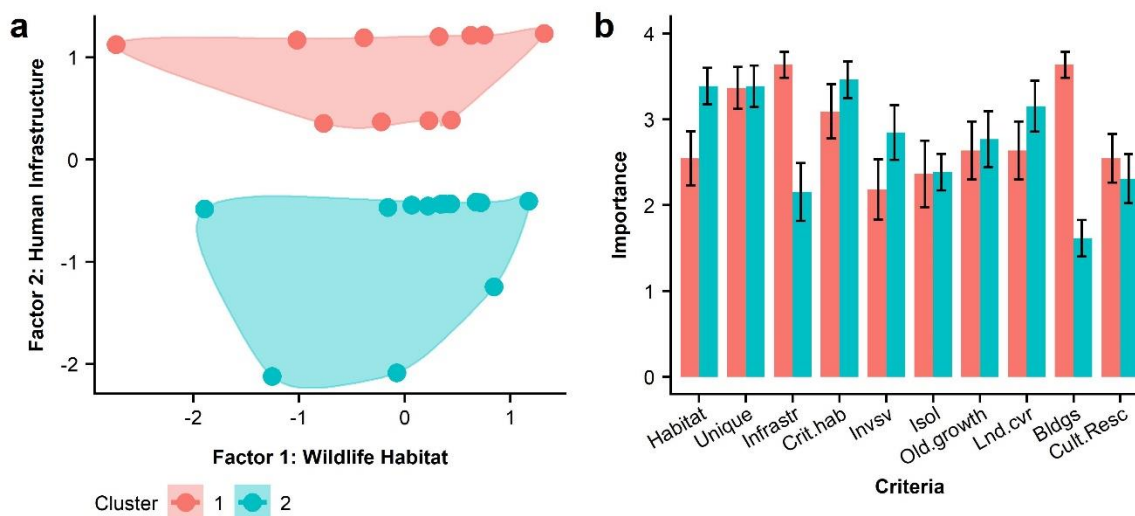 a
Factor 2: Human Infrastructure
1
0
-1
-2
-2
-1
0
1
Factor 1: Wildlife Habitat
Cluster 1 2
b
Importance
4
3
2
1
0
Habitat
Unique
Infrastr
Crit.hab
Invsv
Isol
Old.growth
Lnd.cvr
Bldgs
Cult.Resc
Criteria